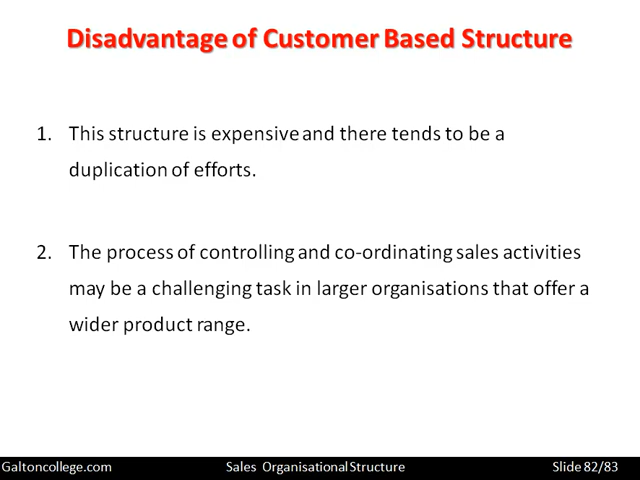 Disadvantage of Customer Based Structure
1. This structure is expensive and there tends to be a
duplication of efforts.
2. The process of controlling and co-ordinating sales activities
may be a challenging task in larger organisations that offer a
wider product range.
Galtoncollege.com Sales Organisational Structure Slide 82/83